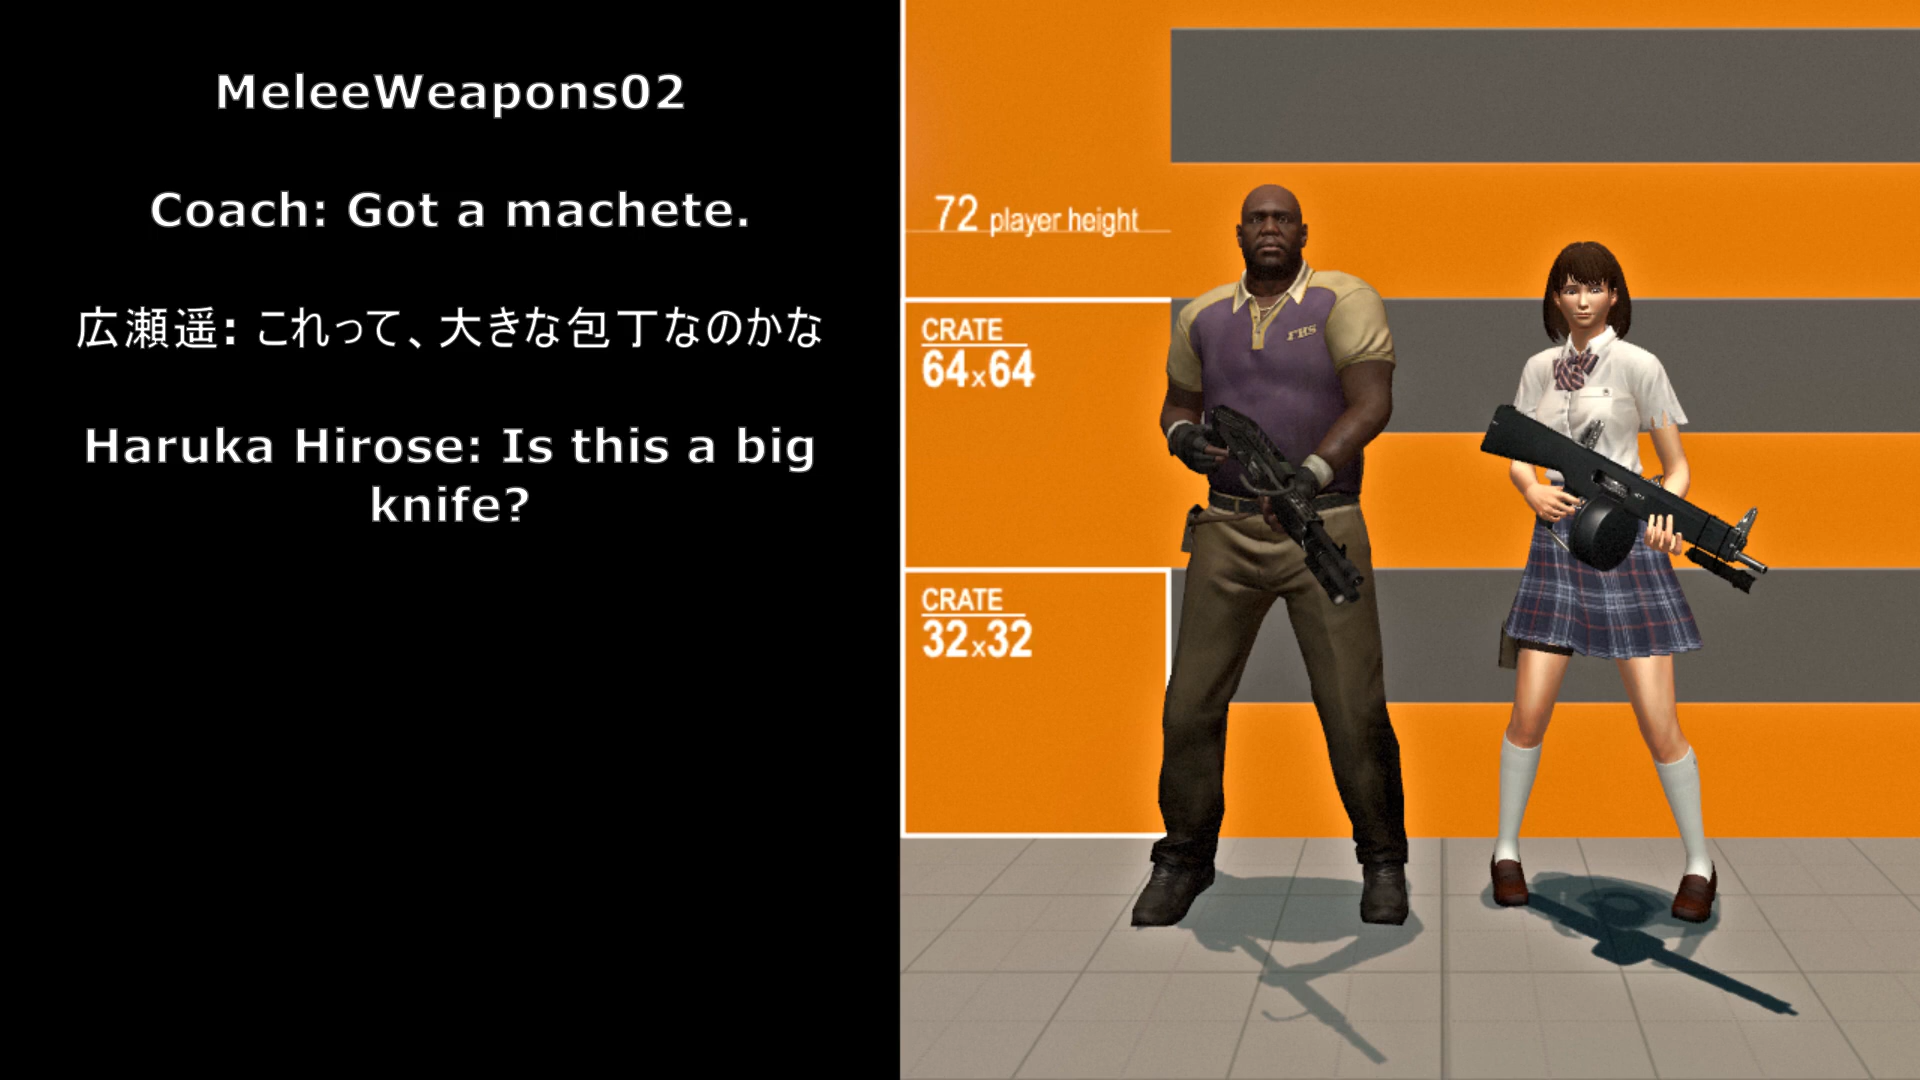 MeleeWeapons02
Coach: Got a machete.
広瀬遥: これって、大きな包丁なのかな
Haruka Hirose: Is this a big
knife?
72 player height
CRATE
64x64
CRATE
32x32